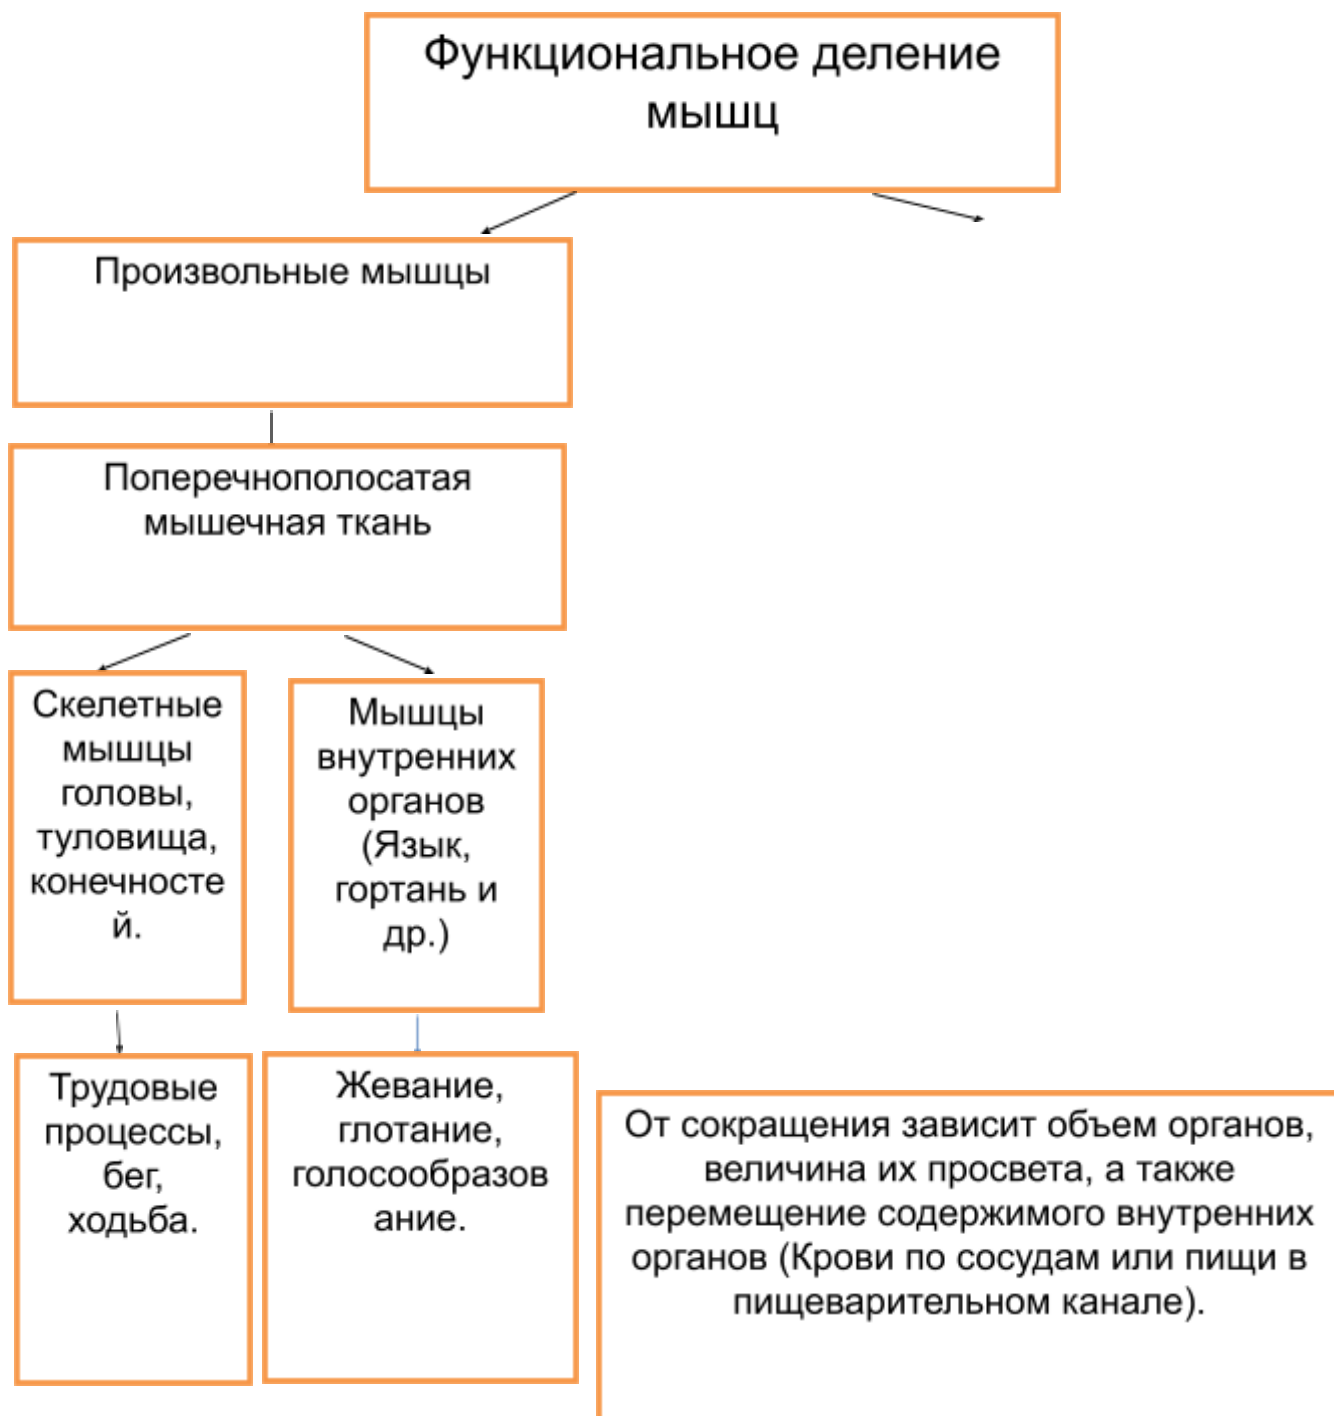 Функциональное деление
мышц
Произвольные мышцы
Поперечнополосатая
мышечная ткань
Скелетные
мышцы
головы,
туловища,
конечносте
й.
Мышцы
внутренних
органов
(Язык,
гортань и
др.)
Трудовые
процессы,
бег,
ходьба.
Жевание,
глотание,
голосообразов
ание.
От сокращения зависит объем органов,
величина их просвета, а также
перемещение содержимого внутренних
органов (Крови по сосудам или пищи в
пищеварительном канале).